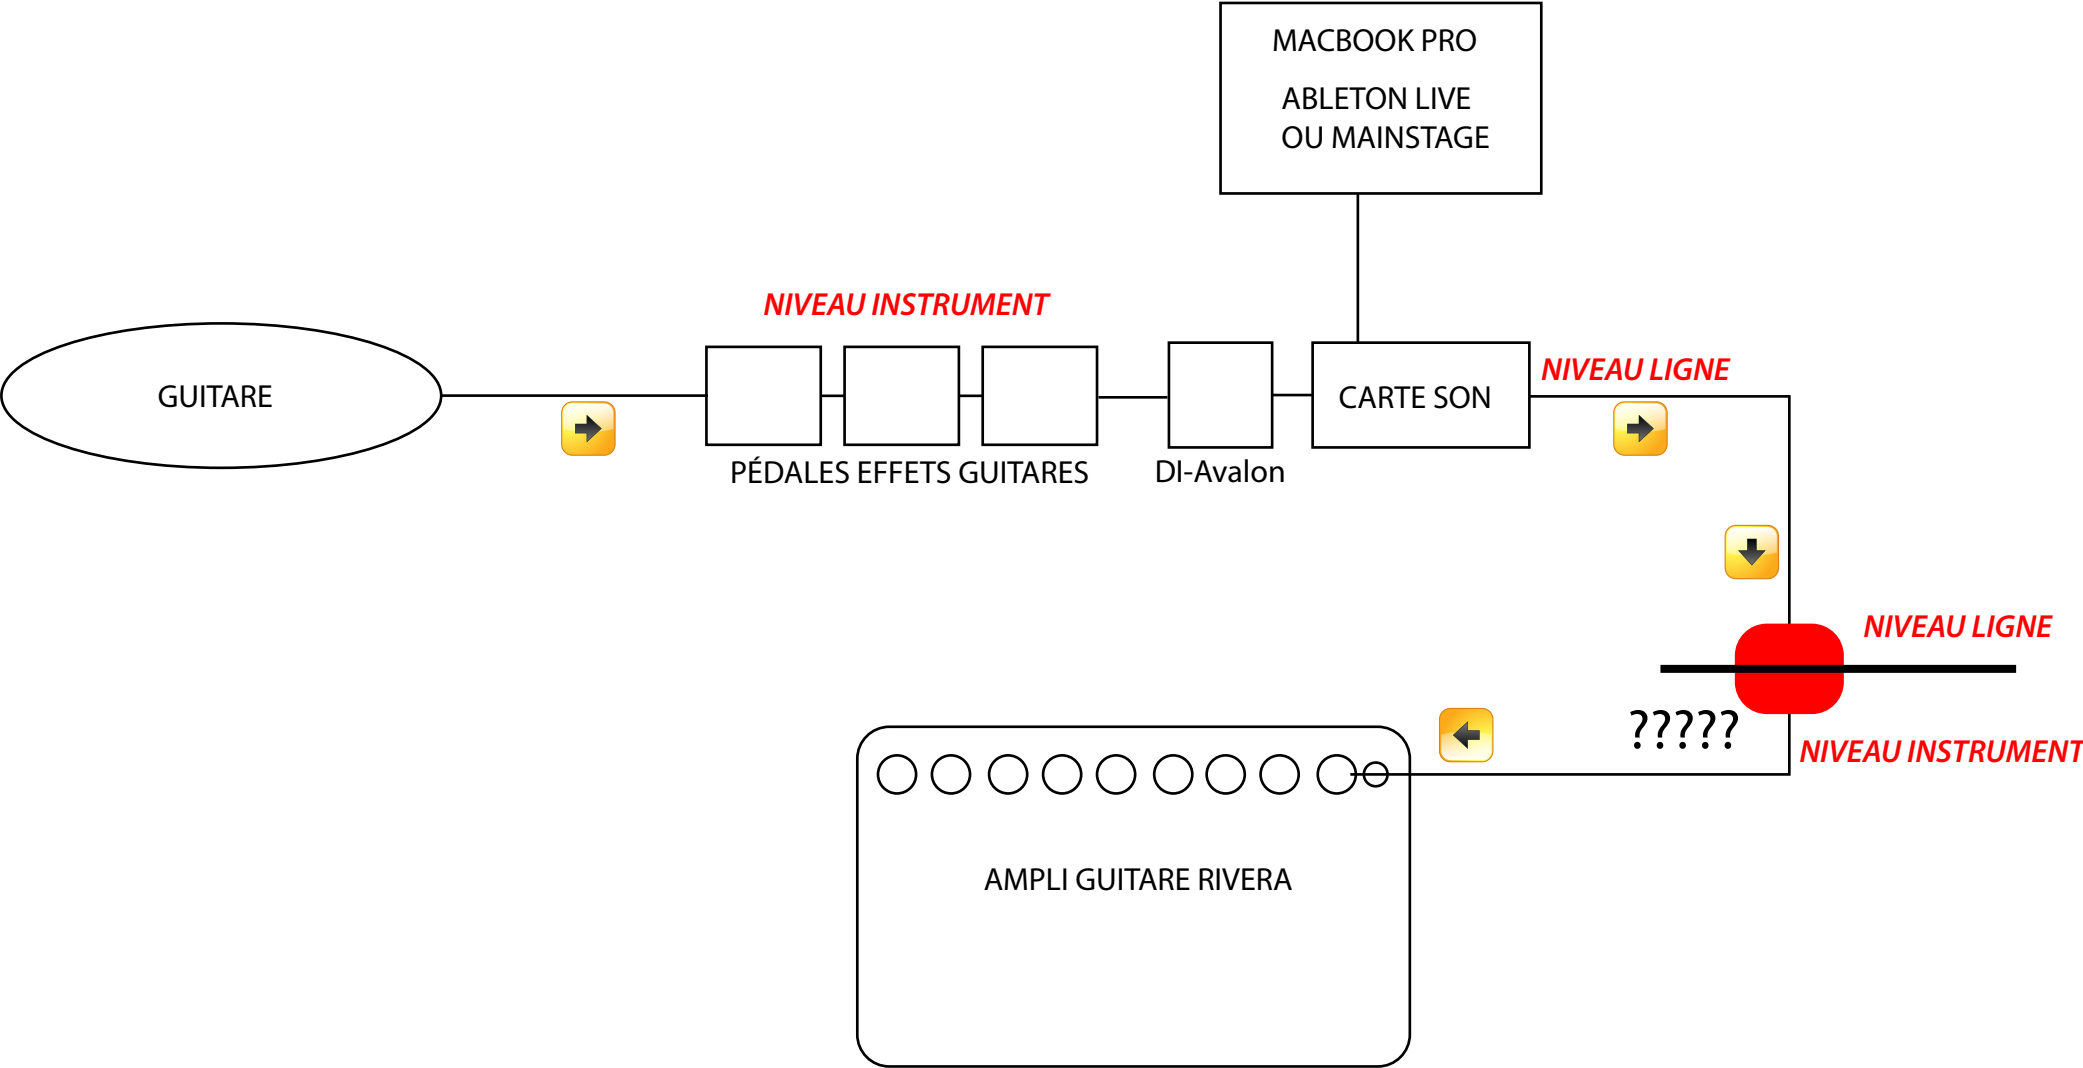 MACBOOK PRO
ABLETON LIVE
OU MAINSTAGE
NIVEAU INSTRUMENT
NIVEAU LIGNE
GUITARE
CARTE SON
PÉDALES EFFETS GUITARES
DI-Avalon
NIVEAU LIGNE
?????
NIVEAU INSTRUMENT
AMPLI GUITARE RIVERA